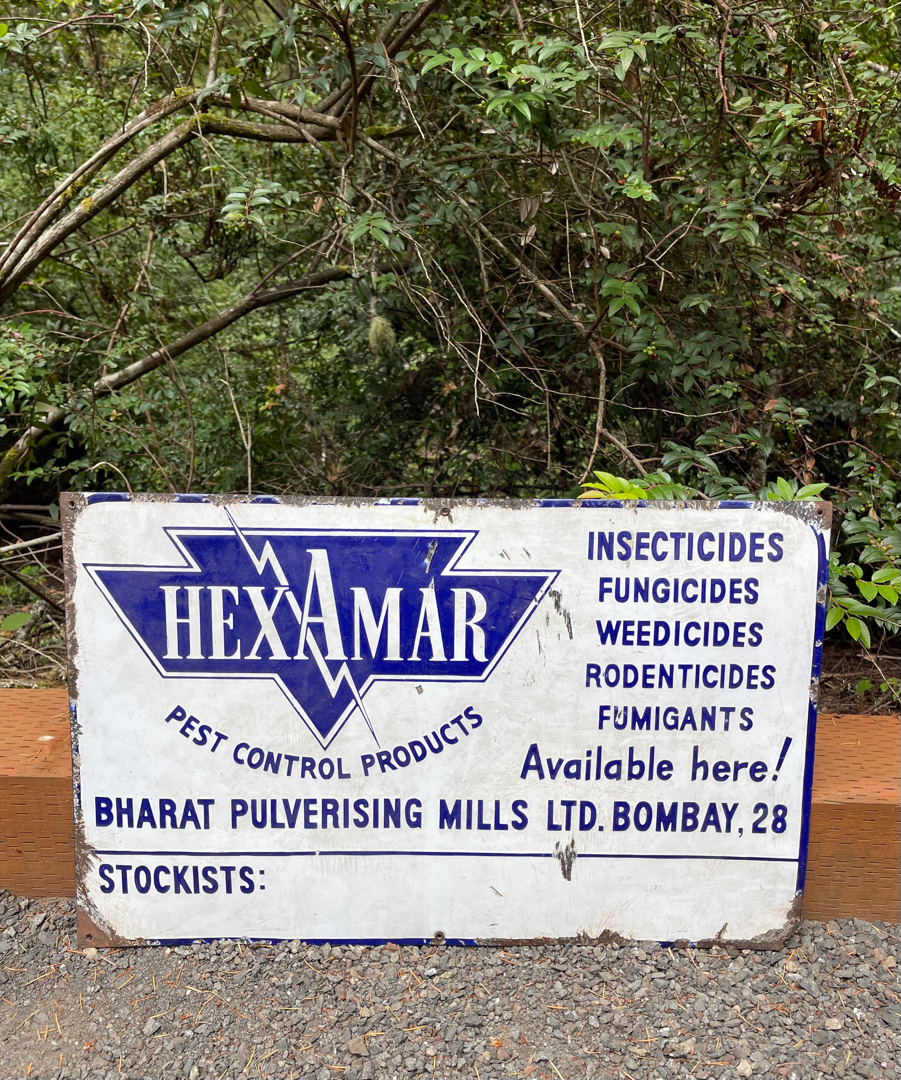 HEXAMAR
PEST CONTROL PRODUCTS
INSECTICIDES
FUNGICIDES
WEEDICIDES
RODENTICIDES
FUMIGANTS
Available here!
BHARAT PULVERISING MILLS LTD. BOMBAY, 28
STOCKISTS: